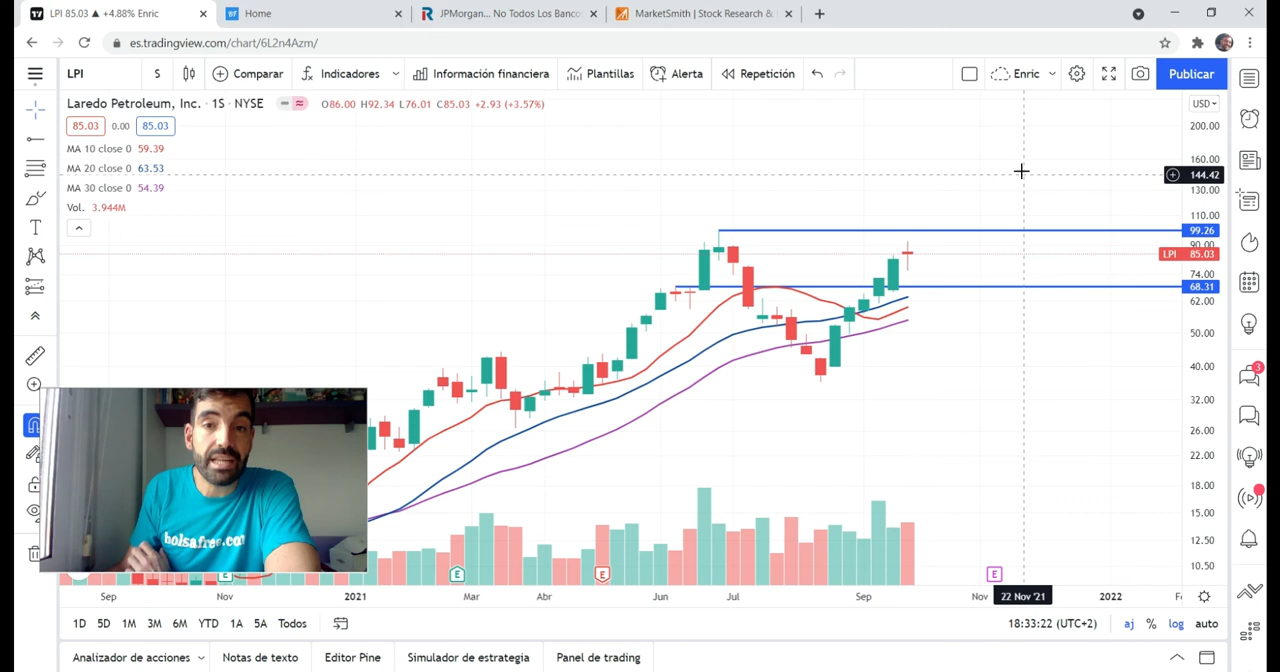 LPI 85.03 ▲ +4.88% Enric
Home
JPMorgan... No Todos Los Banco
MarketSmith | Stock Research &
es.tradingview.com/chart/6L2n4Azm/
LPI S Comparar Indicadores Información financiera Plantillas Alerta Repetición Enric Publicar
Laredo Petroleum, Inc. · 1S · NYSE O86.00 H92.34 L76.01 C85.03 +2.93 (+3.57%)
USD
85.03 0.00 85.03
MA 10 close 0 59.39
MA 20 close 0 63.53
MA 30 close 0 54.39
Vol. 3.944M
200.00
160.00
144.42
130.00
110.00
99.26
90.00
LPI 85.03
74.00
68.31
62.00
50.00
40.00
32.00
26.00
22.00
18.00
15.00
12.50
10.50
3
bolsafree.com
E E E E
Sep Nov 2021 Mar Abr Jun Jul Sep Nov 22 Nov '21 2022
1D 5D 1M 3M 6M YTD 1A 5A Todos
18:33:22 (UTC+2) aj % log auto
Analizador de acciones Notas de texto Editor Pine Simulador de estrategia Panel de trading